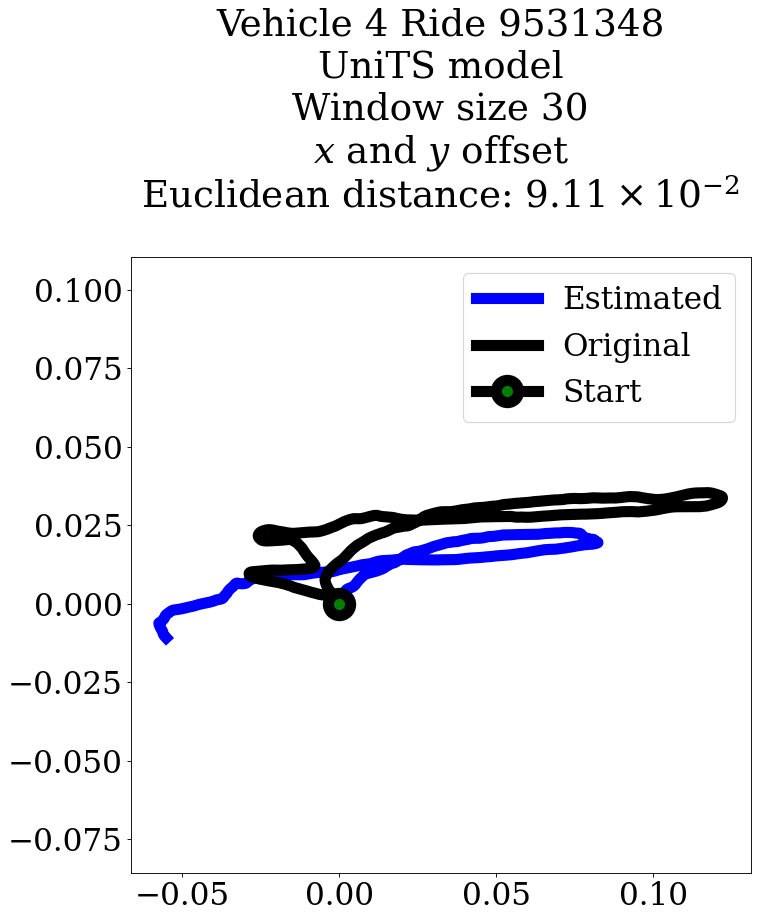 Vehicle 4 Ride 9531348
UniTS model
Window size 30
x and y offset
Euclidean distance: 9.11 × 10⁻²
Estimated
Original
Start
0.100
0.075
0.050
0.025
0.000
−0.025
−0.050
−0.075
−0.05 0.00 0.05 0.10